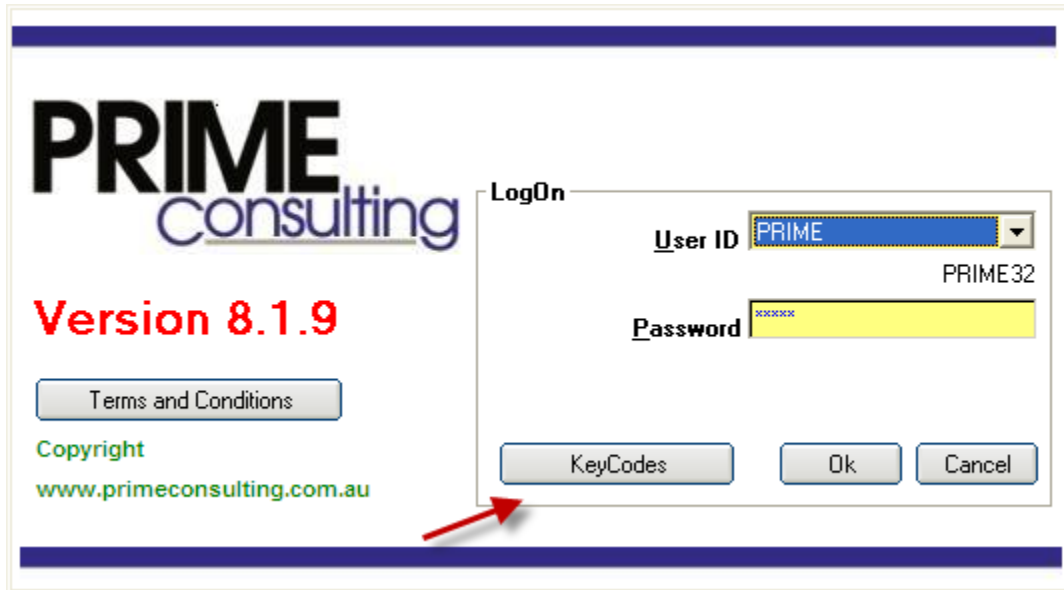 PRIME
Consulting
Version 8.1.9
Terms and Conditions
Copyright
www.primeconsulting.com.au
LogOn
User ID PRIME
PRIME32
Password xxxxx
KeyCodes Ok Cancel